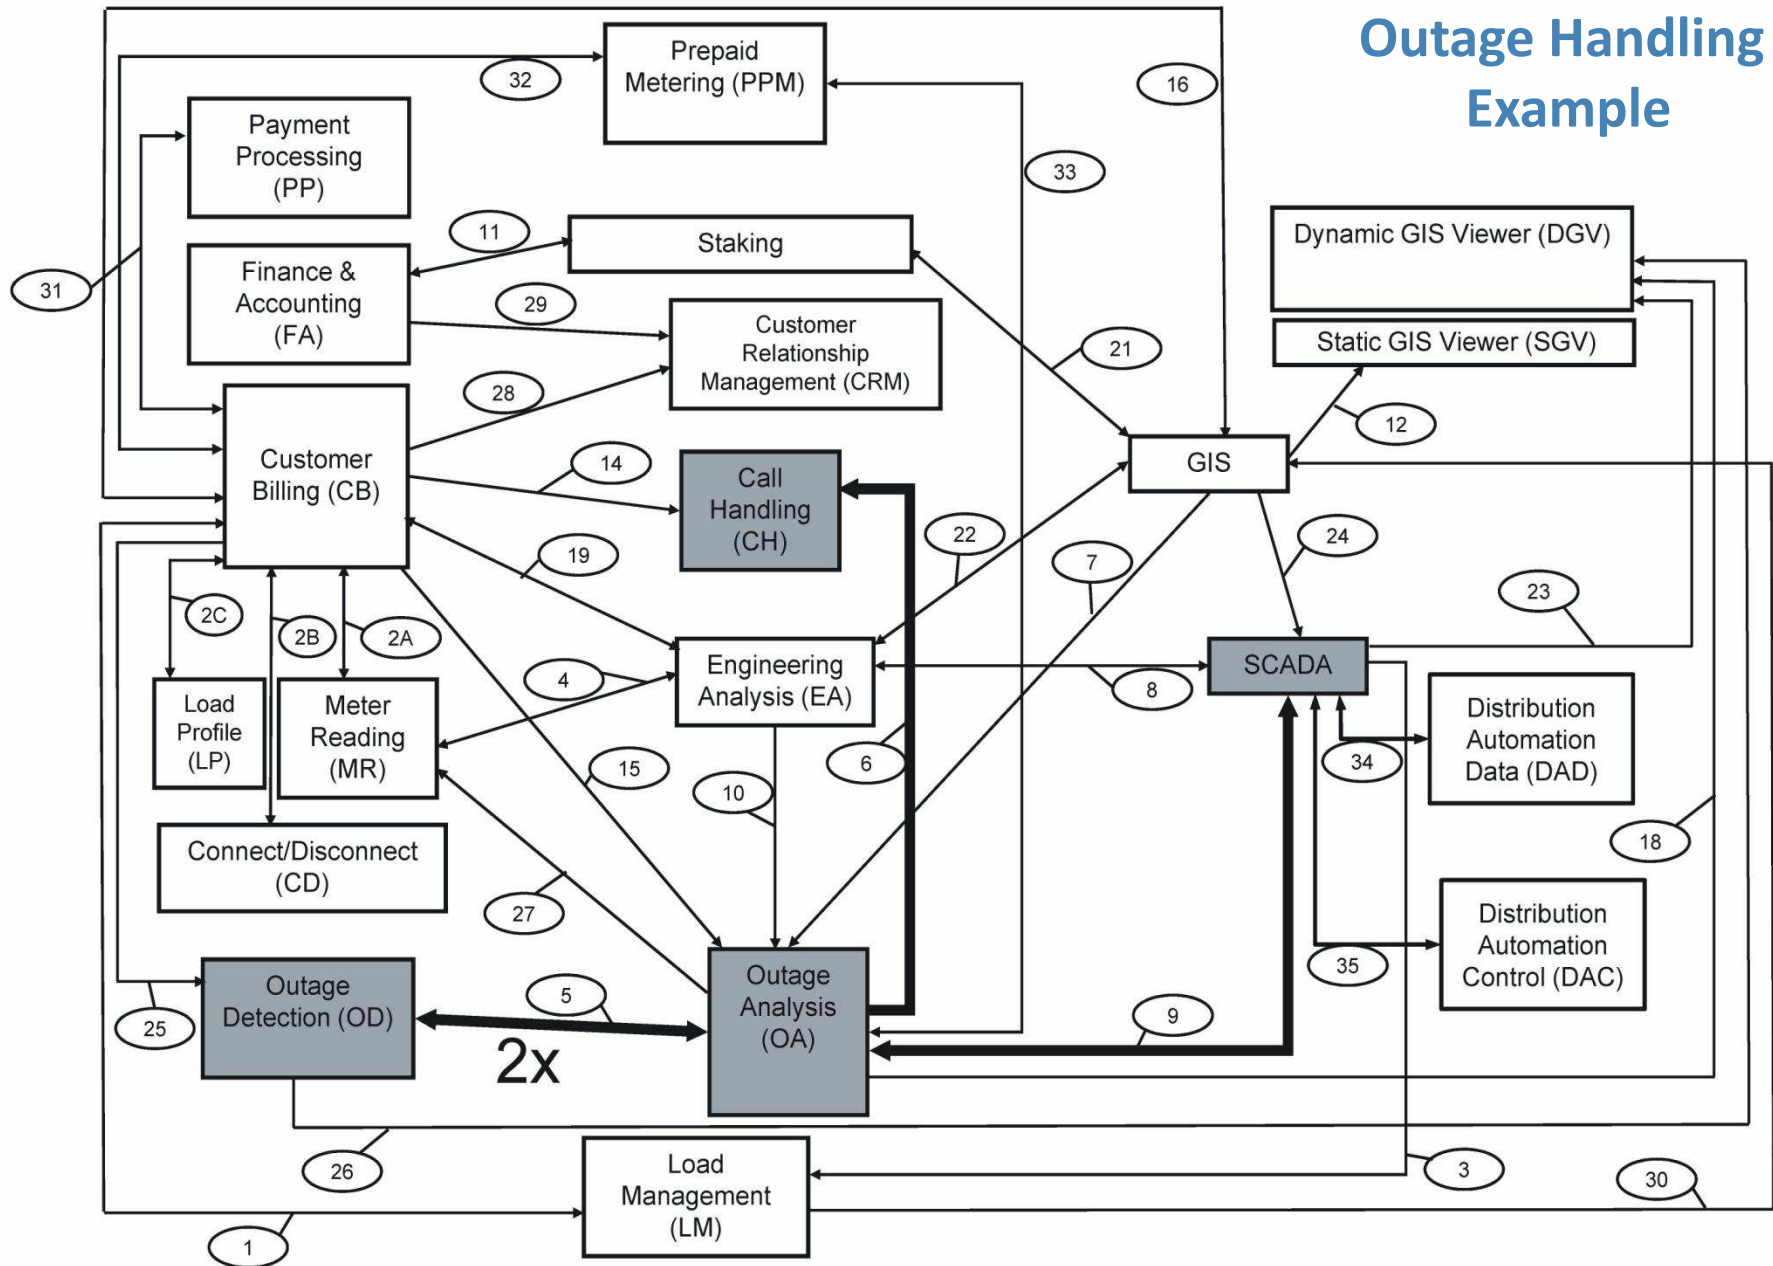 Outage Handling
Example
Prepaid
Metering (PPM)
32
16
Payment
Processing
(PP)
33
11
Staking
Dynamic GIS Viewer (DGV)
31
Finance &
Accounting
(FA)
29
Customer
Relationship
Management (CRM)
21
Static GIS Viewer (SGV)
28
12
Customer
Billing (CB)
14
Call
Handling
(CH)
GIS
19
22
7
24
23
2C
2B
2A
4
Engineering
Analysis (EA)
8
SCADA
Load
Profile
(LP)
Meter
Reading
(MR)
15
10
6
34
Distribution
Automation
Data (DAD)
18
Connect/Disconnect
(CD)
27
Distribution
Automation
Control (DAC)
35
Outage
Detection (OD)
5
2x
Outage
Analysis
(OA)
9
25
26
3
30
Load
Management
(LM)
1